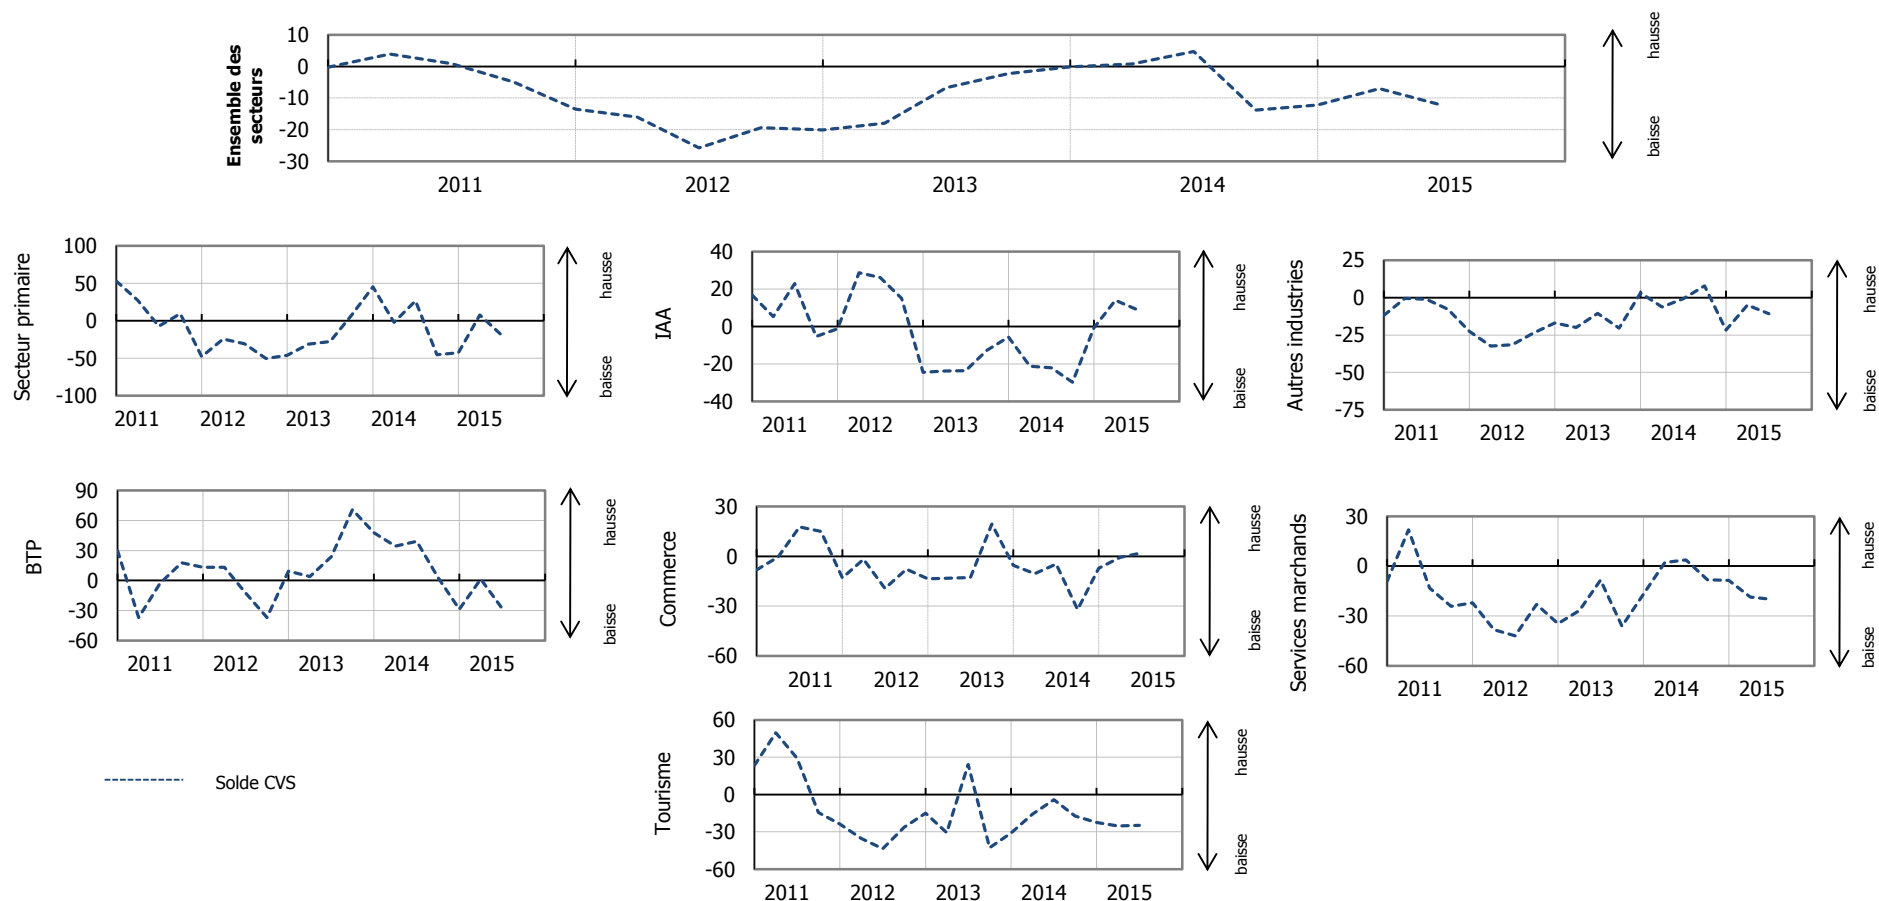 Ensemble des
secteurs
10
0
-10
-20
-30
2011 2012 2013 2014 2015
hausse
baisse
Secteur primaire
100
50
0
-50
-100
2011 2012 2013 2014 2015
hausse
baisse
IAA
40
20
0
-20
-40
2011 2012 2013 2014 2015
hausse
baisse
Autres industries
25
0
-25
-50
-75
2011 2012 2013 2014 2015
hausse
baisse
BTP
90
60
30
0
-30
-60
2011 2012 2013 2014 2015
hausse
baisse
Commerce
30
0
-30
-60
2011 2012 2013 2014 2015
hausse
baisse
Services marchands
30
0
-30
-60
2011 2012 2013 2014 2015
hausse
baisse
Solde CVS
Tourisme
60
30
0
-30
-60
2011 2012 2013 2014 2015
hausse
baisse